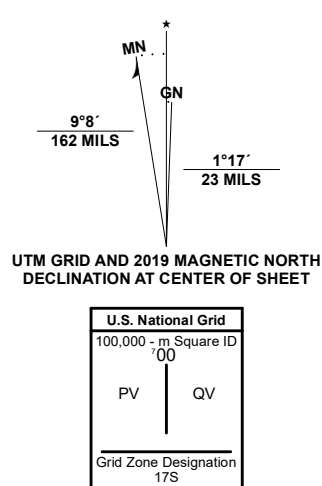 ★
MN
GN
9°8´
162 MILS
1°17´
23 MILS
UTM GRID AND 2019 MAGNETIC NORTH
DECLINATION AT CENTER OF SHEET
U.S. National Grid
100,000 - m Square ID
⁷00
PV QV
Grid Zone Designation
17S